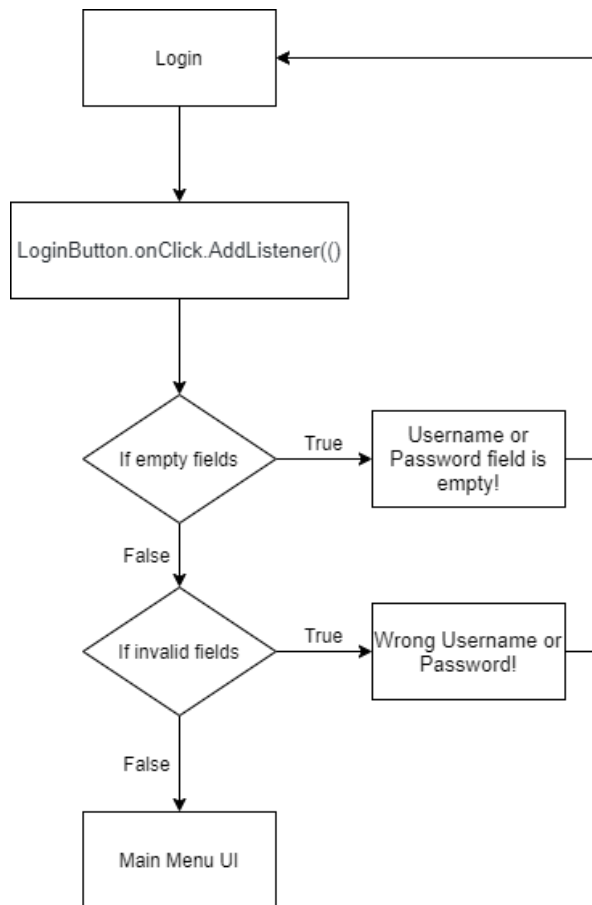 Login
LoginButton.onClick.AddListener(()
If empty fields
True
Username or
Password field is
empty!
False
If invalid fields
True
Wrong Username or
Password!
False
Main Menu UI